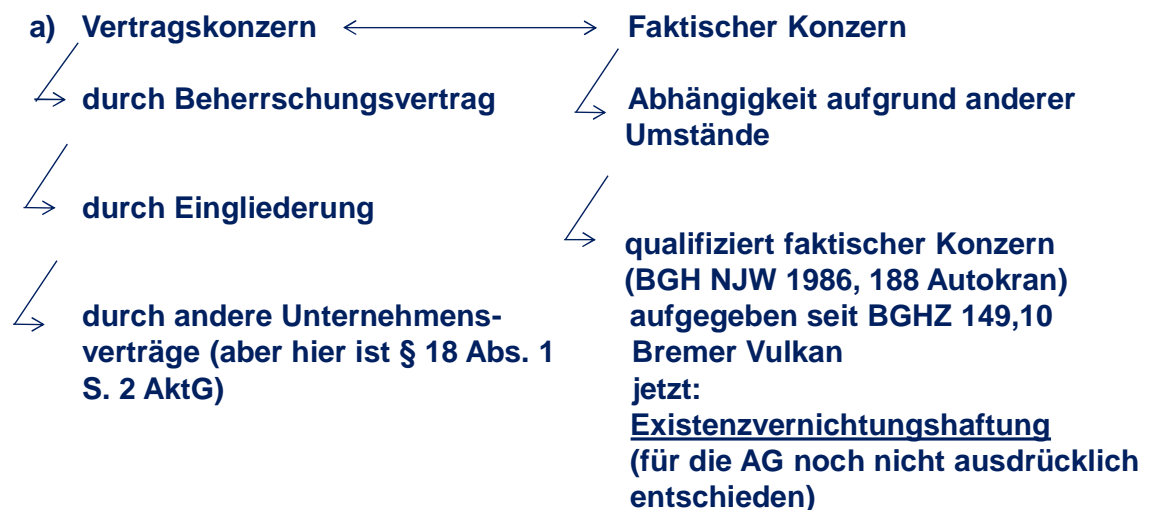 a) Vertragskonzern
durch Beherrschungsvertrag
durch Eingliederung
durch andere Unternehmens-
verträge (aber hier ist § 18 Abs. 1
S. 2 AktG)
Faktischer Konzern
Abhängigkeit aufgrund anderer
Umstände
qualifiziert faktischer Konzern
(BGH NJW 1986, 188 Autokran)
aufgegeben seit BGHZ 149,10
Bremer Vulkan
jetzt:
Existenzvernichtungshaftung
(für die AG noch nicht ausdrücklich
entschieden)